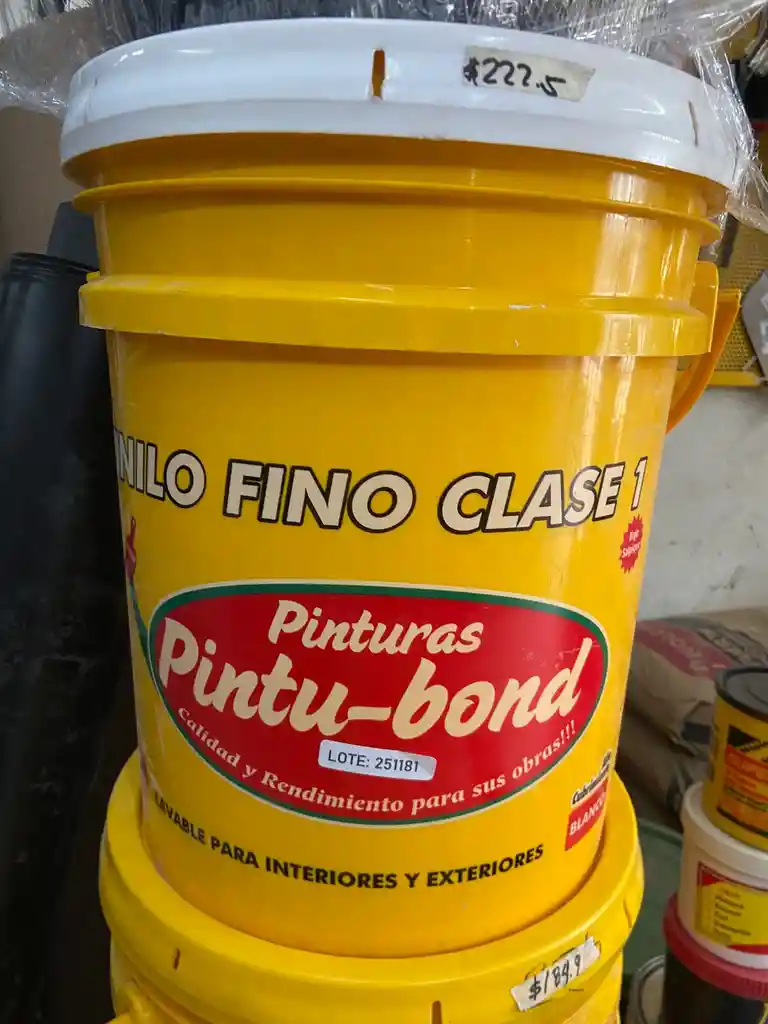 $222.5
NILO FINO CLASE 1
Pinturas
Pintu-bond
Calidad y Rendimiento para sus obras!!!
LOTE: 251181
BLANCO
LAVABLE PARA INTERIORES Y EXTERIORES
$189.9